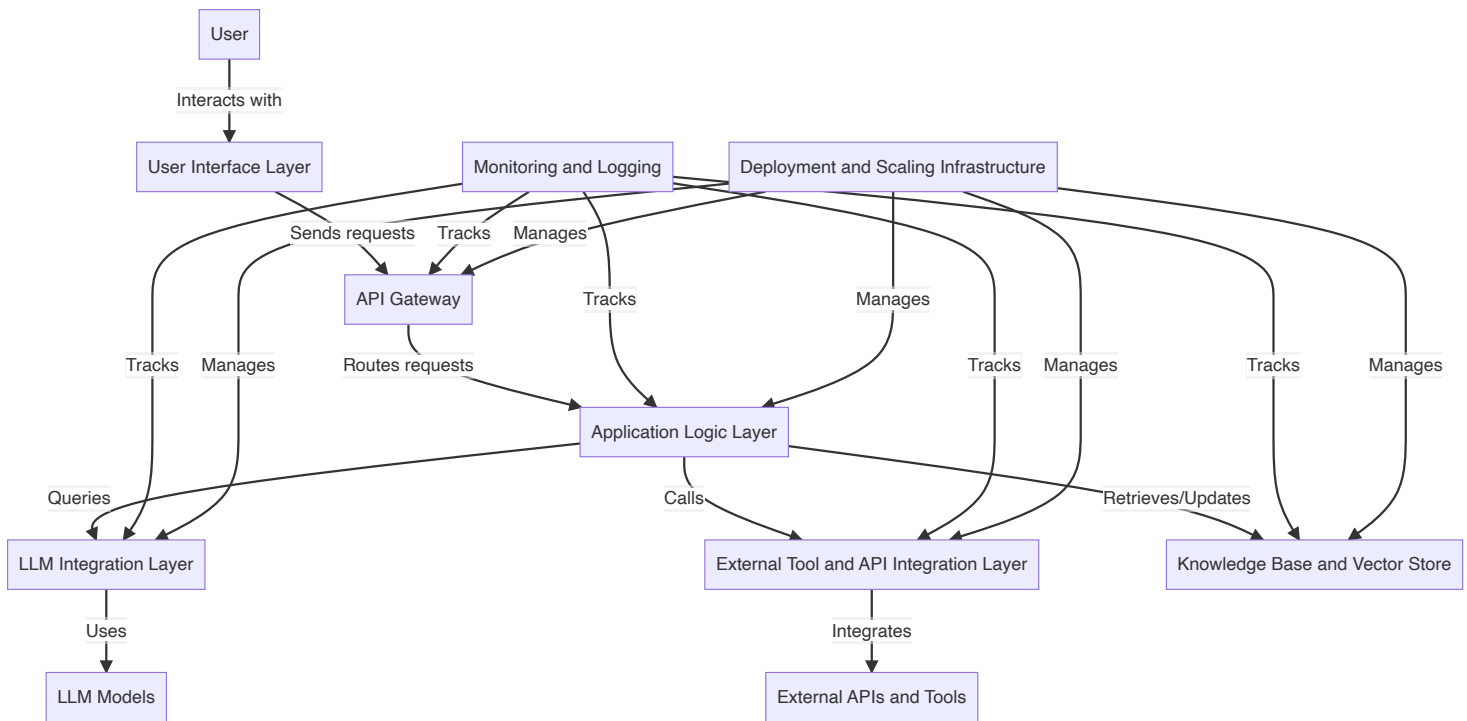 User
Interacts with
User Interface Layer
Monitoring and Logging
Deployment and Scaling Infrastructure
Sends requests
Tracks
Manages
API Gateway
Tracks
Manages
Tracks
Manages
Routes requests
Tracks
Manages
Tracks
Manages
Application Logic Layer
Queries
Calls
Retrieves/Updates
LLM Integration Layer
External Tool and API Integration Layer
Knowledge Base and Vector Store
Uses
Integrates
LLM Models
External APIs and Tools